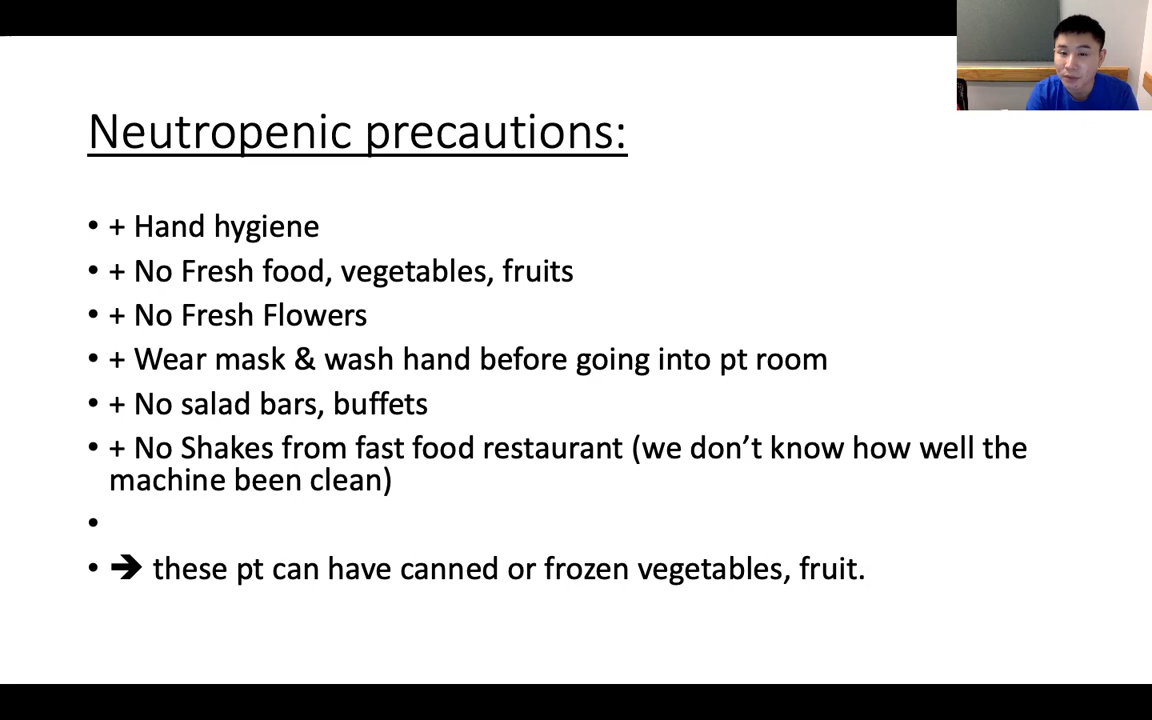 Neutropenic precautions:
• + Hand hygiene
• + No Fresh food, vegetables, fruits
• + No Fresh Flowers
• + Wear mask & wash hand before going into pt room
• + No salad bars, buffets
• + No Shakes from fast food restaurant (we don’t know how well the
machine been clean)
•
• ➔ these pt can have canned or frozen vegetables, fruit.